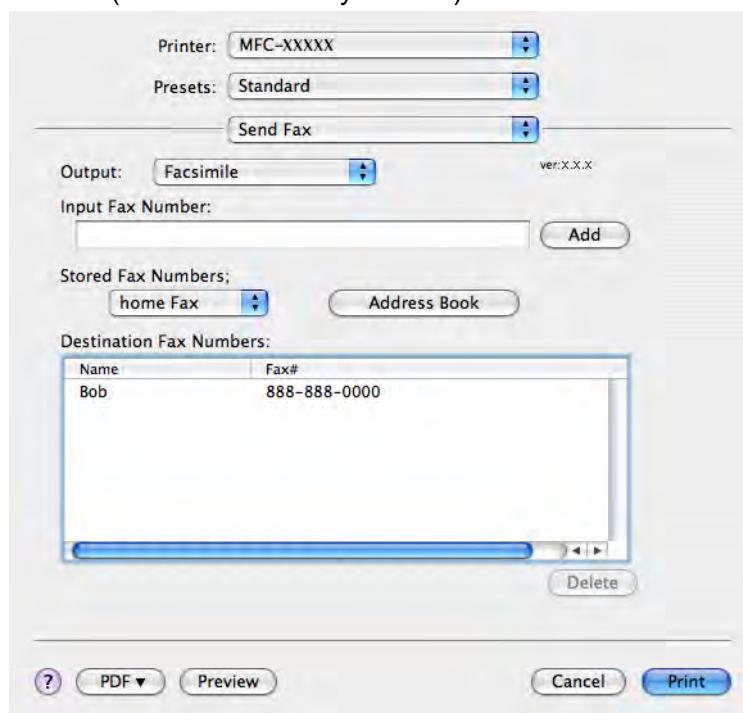 Printer: MFC-XXXXX
Presets: Standard
Send Fax
Output: Facsimile ver:X.X.X
Input Fax Number:
Add
Stored Fax Numbers;
home Fax Address Book
Destination Fax Numbers:
Name Fax#
Bob 888-888-0000
Delete
? PDF▼ Preview Cancel Print